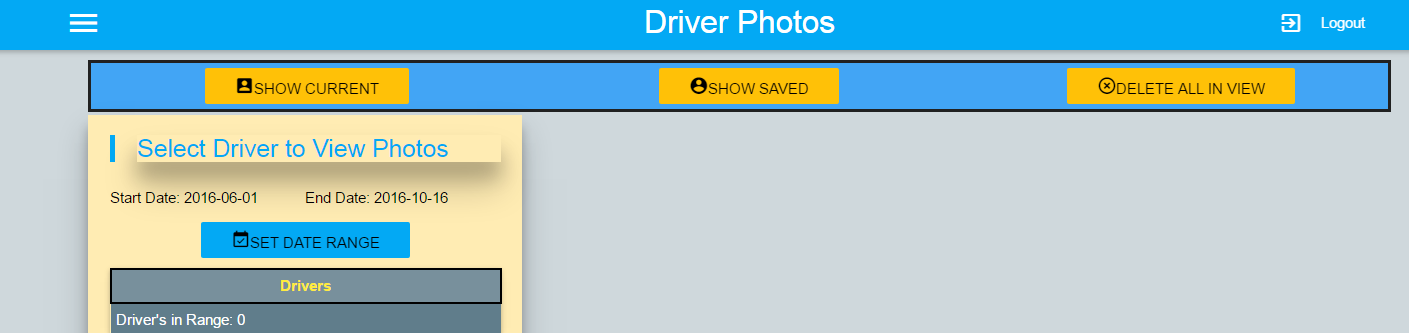 Driver Photos
Logout
SHOW CURRENT
SHOW SAVED
DELETE ALL IN VIEW
Select Driver to View Photos
Start Date: 2016-06-01
End Date: 2016-10-16
SET DATE RANGE
Drivers
Driver's in Range: 0